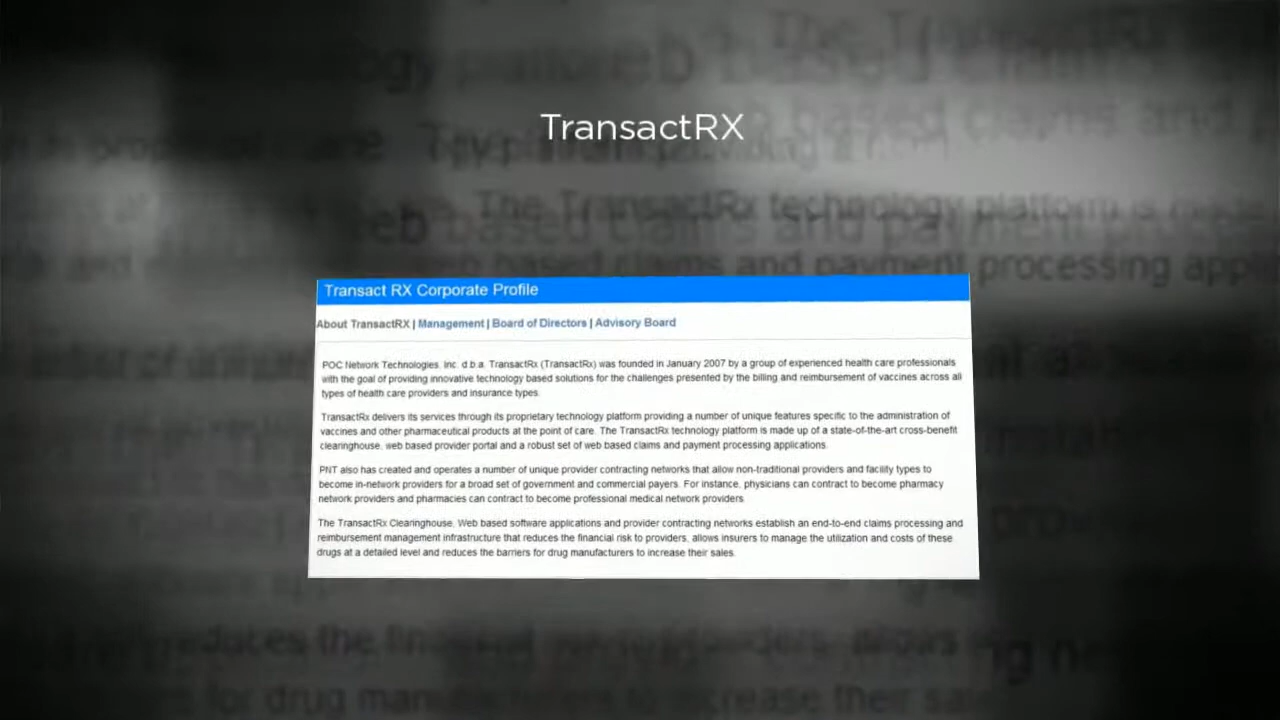 TransactRX
Transact RX Corporate Profile
About TransactRX | Management | Board of Directors | Advisory Board
POC Network Technologies, Inc. d.b.a. TransactRx (TransactRx) was founded in January 2007 by a group of experienced health care professionals
with the goal of providing innovative technology based solutions for the challenges presented by the billing and reimbursement of vaccines across all
types of health care providers and insurance types.
TransactRx delivers its services through its proprietary technology platform providing a number of unique features specific to the administration of
vaccines and other pharmaceutical products at the point of care. The TransactRx technology platform is made up of a state-of-the-art cross-benefit
clearinghouse, web based provider portal and a robust set of web based claims and payment processing applications.
PNT also has created and operates a number of unique provider contracting networks that allow non-traditional providers and facility types to
become in-network providers for a broad set of government and commercial payers. For instance, physicians can contract to become pharmacy
network providers and pharmacies can contract to become professional medical network providers.
The TransactRx Clearinghouse, Web based software applications and provider contracting networks establish an end-to-end claims processing and
reimbursement management infrastructure that reduces the financial risk to providers, allows insurers to manage the utilization and costs of these
drugs at a detailed level and reduces the barriers for drug manufacturers to increase their sales.